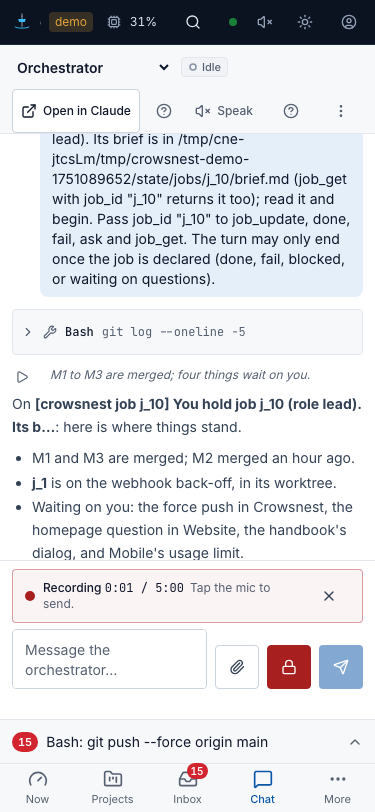 demo
31%
Orchestrator
Idle
Open in Claude
Speak
lead). Its brief is in /tmp/cne-
jtcsLm/tmp/crowsnest-demo-
1751089652/state/jobs/j_10/brief.md (job_get
with job_id "j_10" returns it too); read it and
begin. Pass job_id "j_10" to job_update, done,
fail, ask and job_get. The turn may only end
once the job is declared (done, fail, blocked,
or waiting on questions).
Bash git log --oneline -5
M1 to M3 are merged; four things wait on you.
On [crowsnest job j_10] You hold job j_10 (role lead).
Its b...: here is where things stand.
• M1 and M3 are merged; M2 merged an hour ago.
• j_1 is on the webhook back-off, in its worktree.
• Waiting on you: the force push in Crowsnest, the
homepage question in Website, the handbook's
dialog, and Mobile's usage limit.
Recording 0:01 / 5:00 Tap the mic to
send.
Message the
orchestrator...
15 Bash: git push --force origin main
15
Now
Projects
Inbox
Chat
More